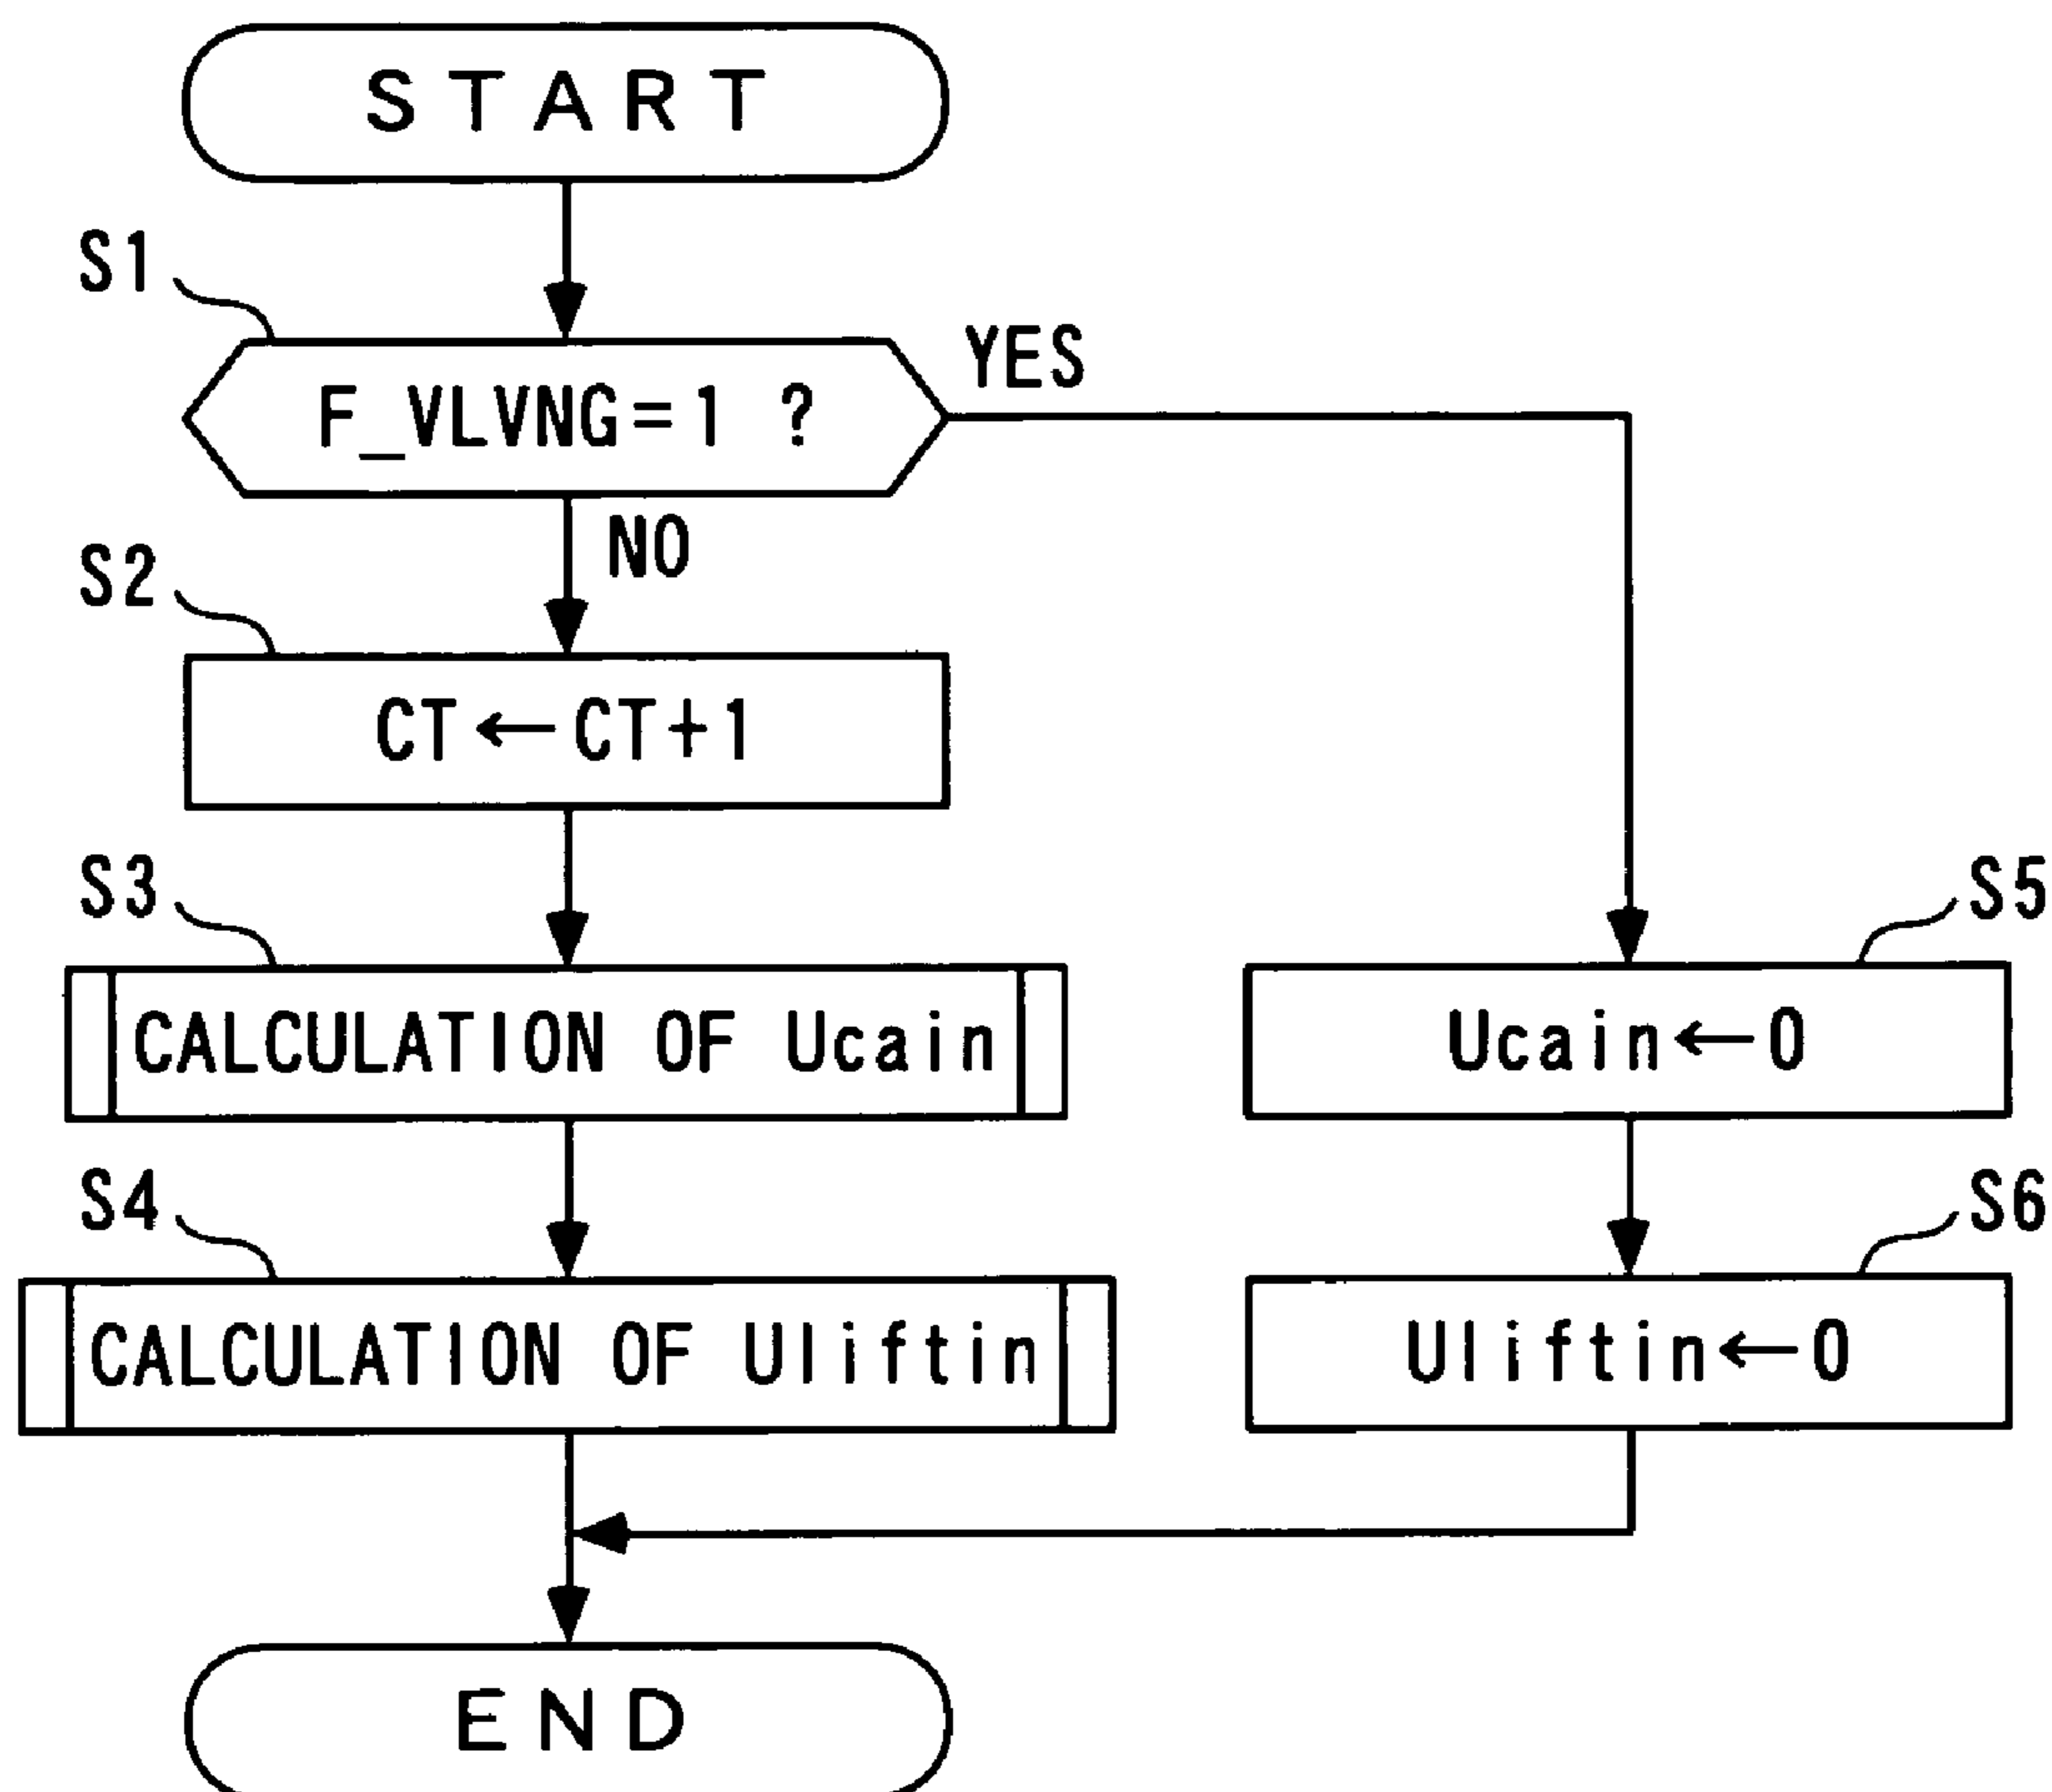 START
S1
F_VLVNG=1 ?
YES
NO
S2
CT←CT+1
S3
CALCULATION OF Ucain
S5
Ucain←0
S4
CALCULATION OF Uliftin
S6
Uliftin←0
END